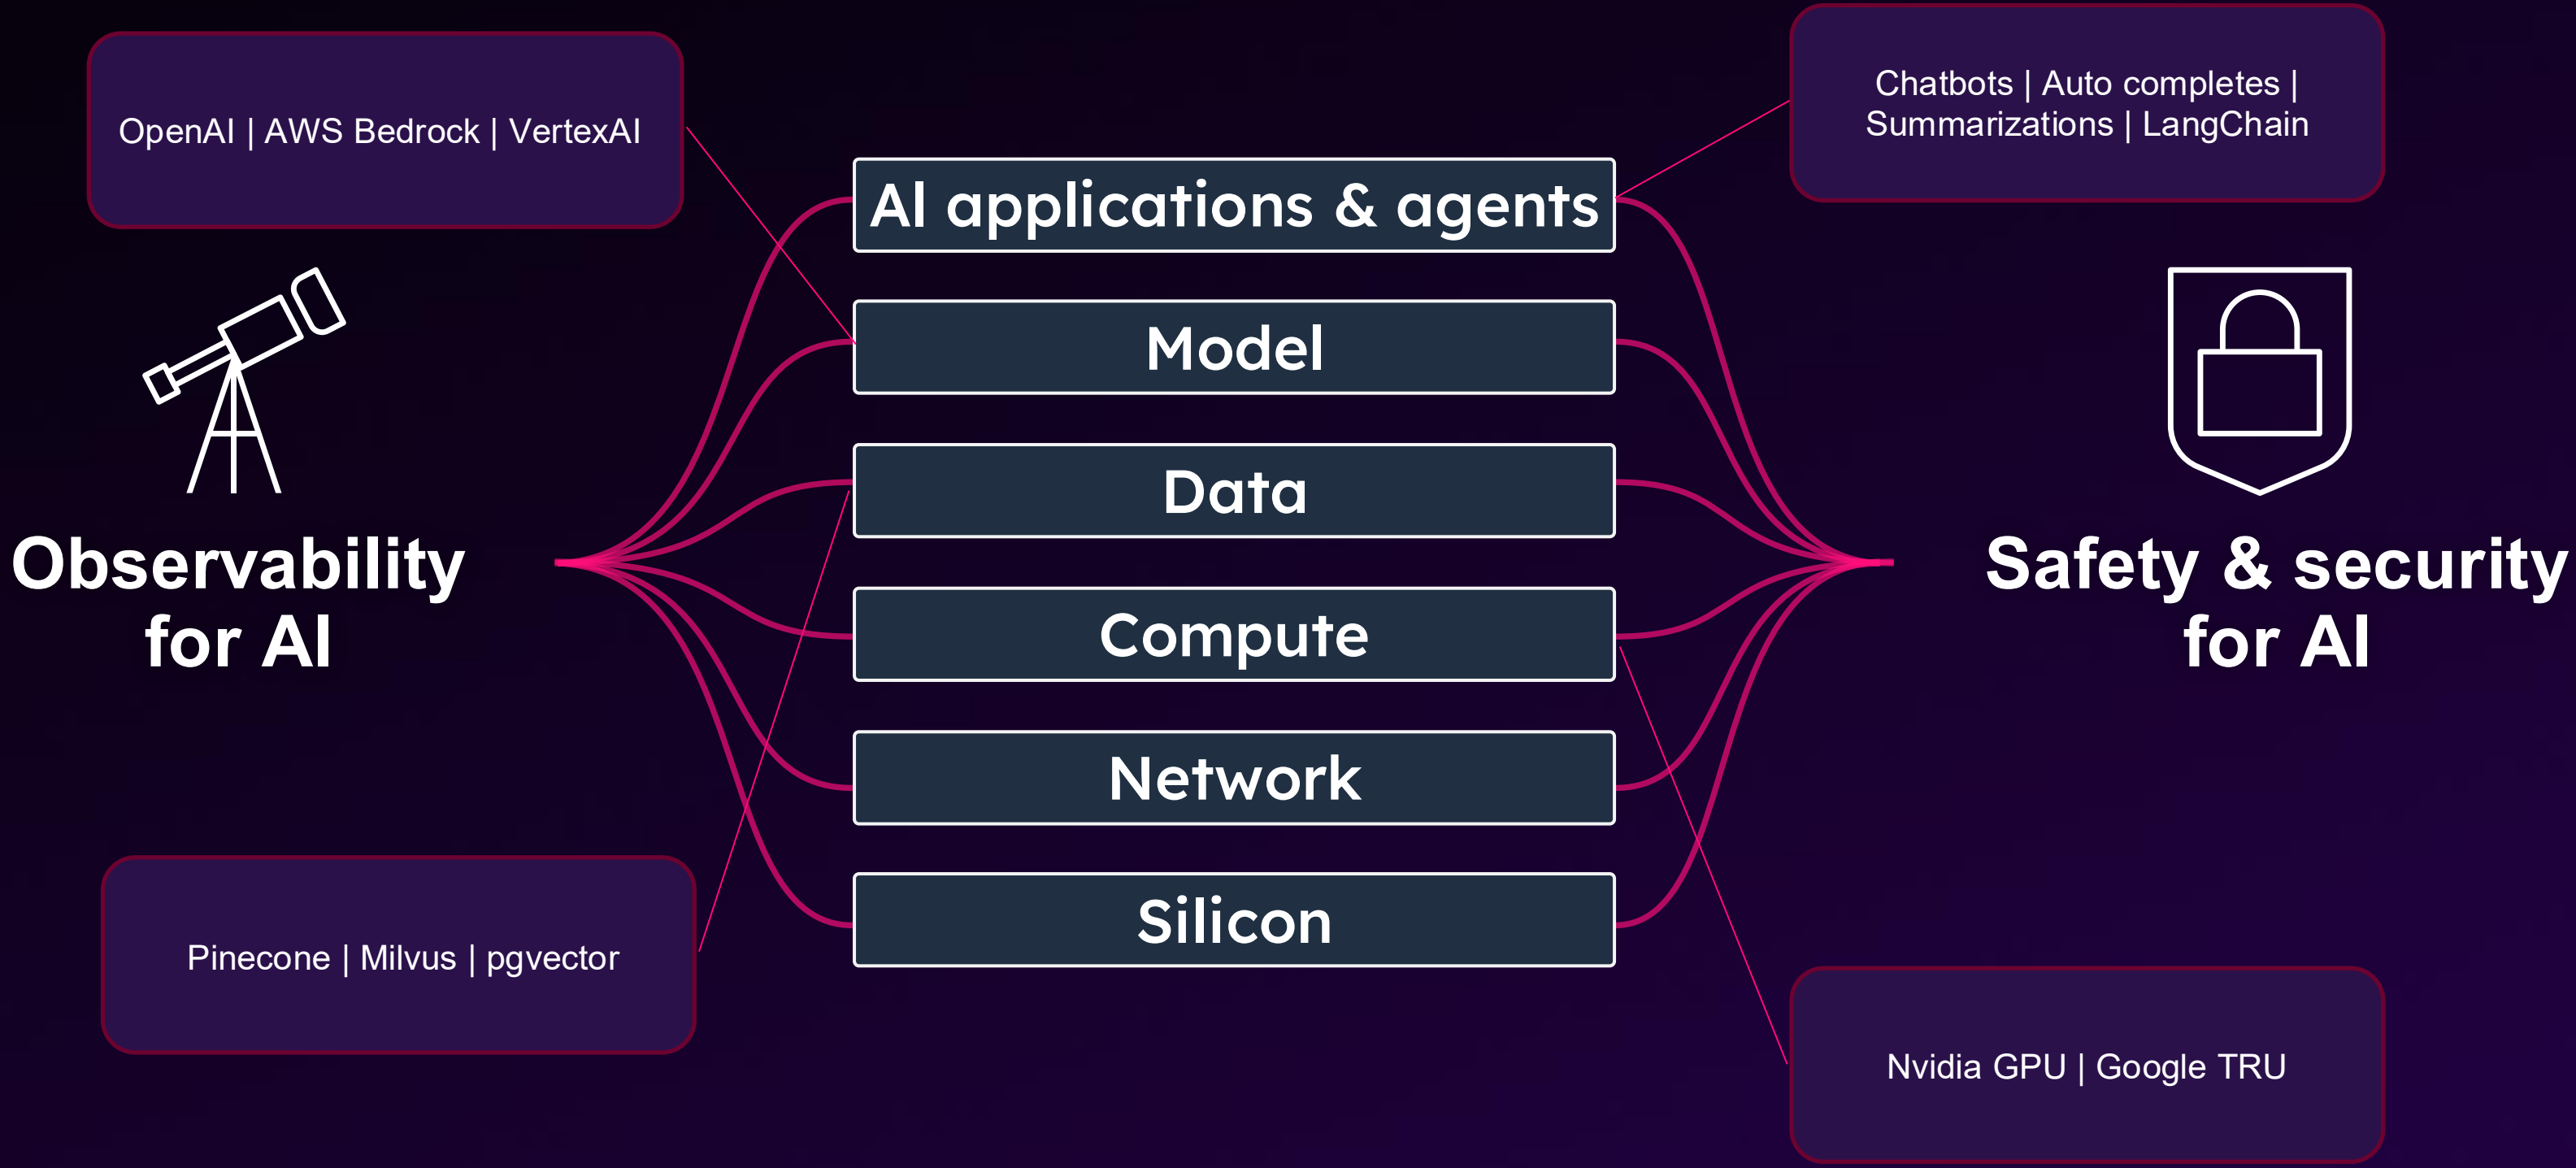 OpenAI | AWS Bedrock | VertexAI
Chatbots | Auto completes |
Summarizations | LangChain
AI applications & agents
Model
Data
Compute
Network
Silicon
Observability
for AI
Safety & security
for AI
Pinecone | Milvus | pgvector
Nvidia GPU | Google TRU